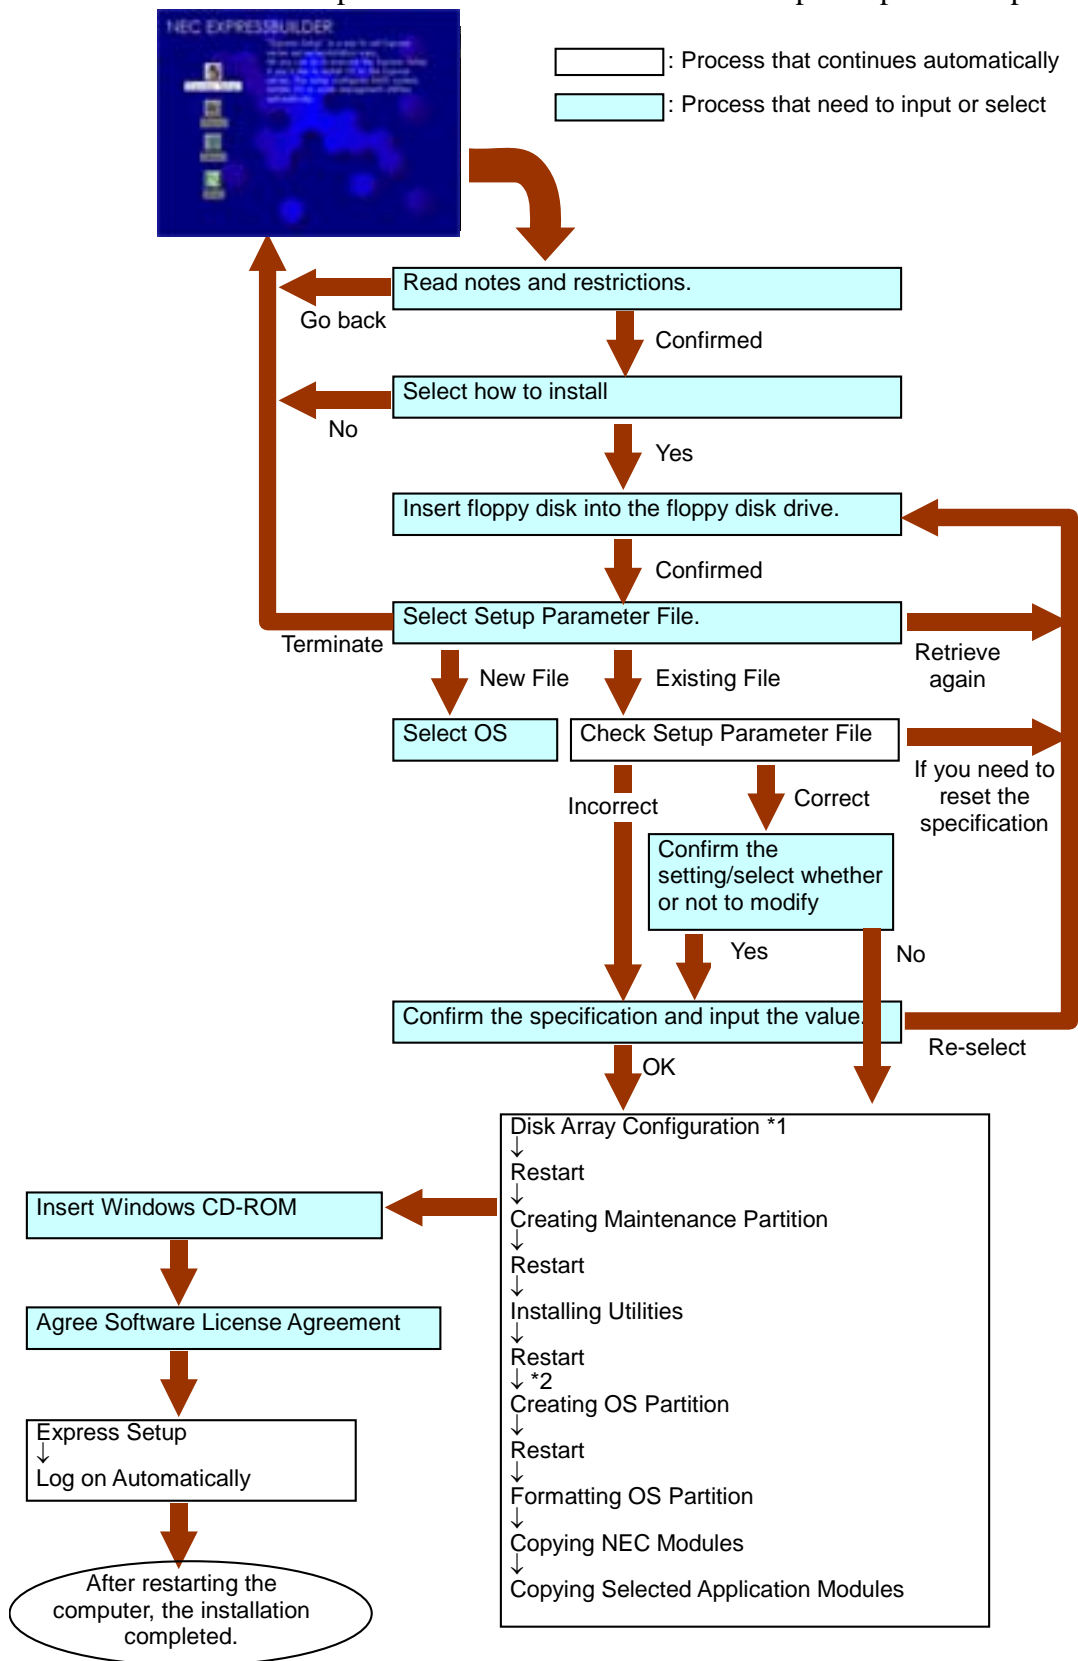 NEC EXPRESSBUILDER
: Process that continues automatically
: Process that need to input or select
Read notes and restrictions.
Go back
Confirmed
Select how to install
No
Yes
Insert floppy disk into the floppy disk drive.
Confirmed
Select Setup Parameter File.
Terminate
Retrieve
again
New File
Existing File
Select OS
Check Setup Parameter File
If you need to
reset the
specification
Incorrect
Correct
Confirm the
setting/select whether
or not to modify
Yes
No
Confirm the specification and input the value.
Re-select
OK
Disk Array Configuration *1
↓
Restart
↓
Creating Maintenance Partition
↓
Restart
↓
Installing Utilities
↓
Restart
↓ *2
Creating OS Partition
↓
Restart
↓
Formatting OS Partition
↓
Copying NEC Modules
↓
Copying Selected Application Modules
Insert Windows CD-ROM
Agree Software License Agreement
Express Setup
↓
Log on Automatically
After restarting the
computer, the installation
completed.